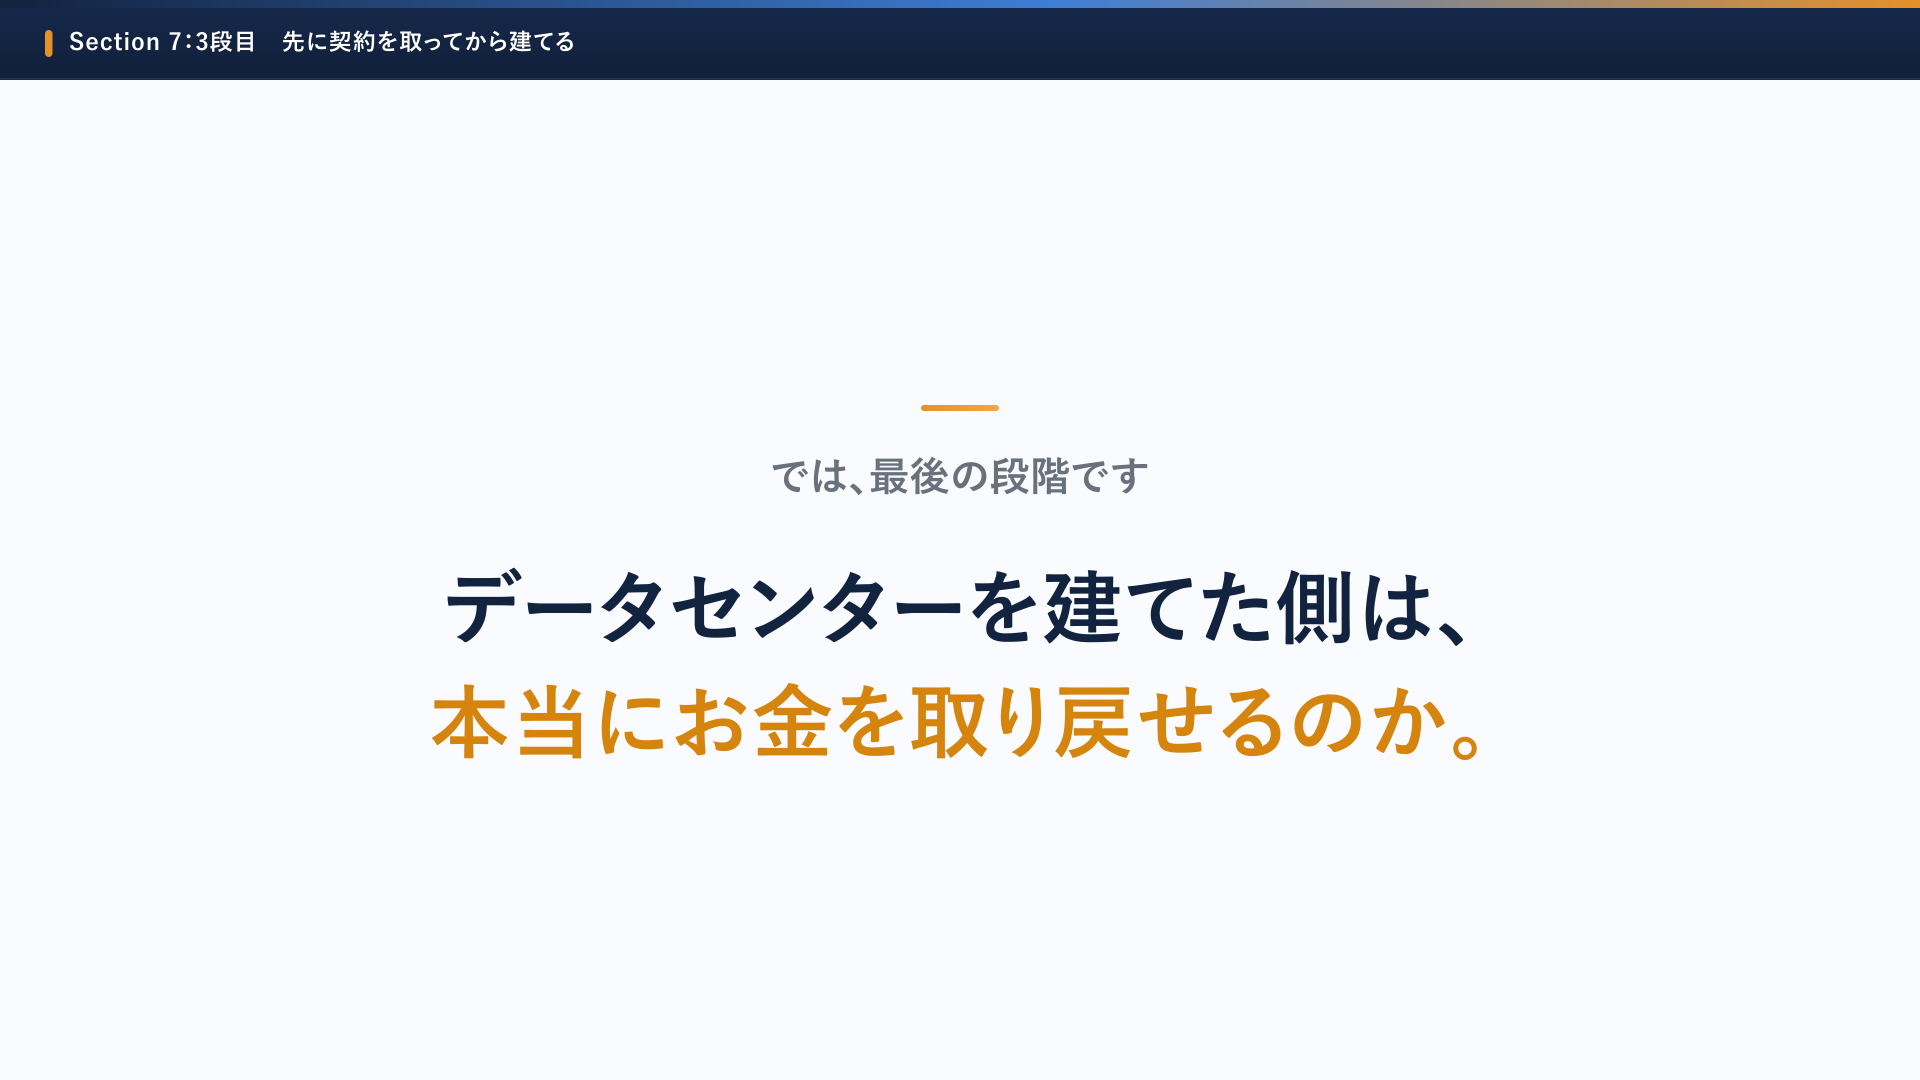 Section 7：3段目　先に契約を取ってから建てる
では、最後の段階です
データセンターを建てた側は、
本当にお金を取り戻せるのか。